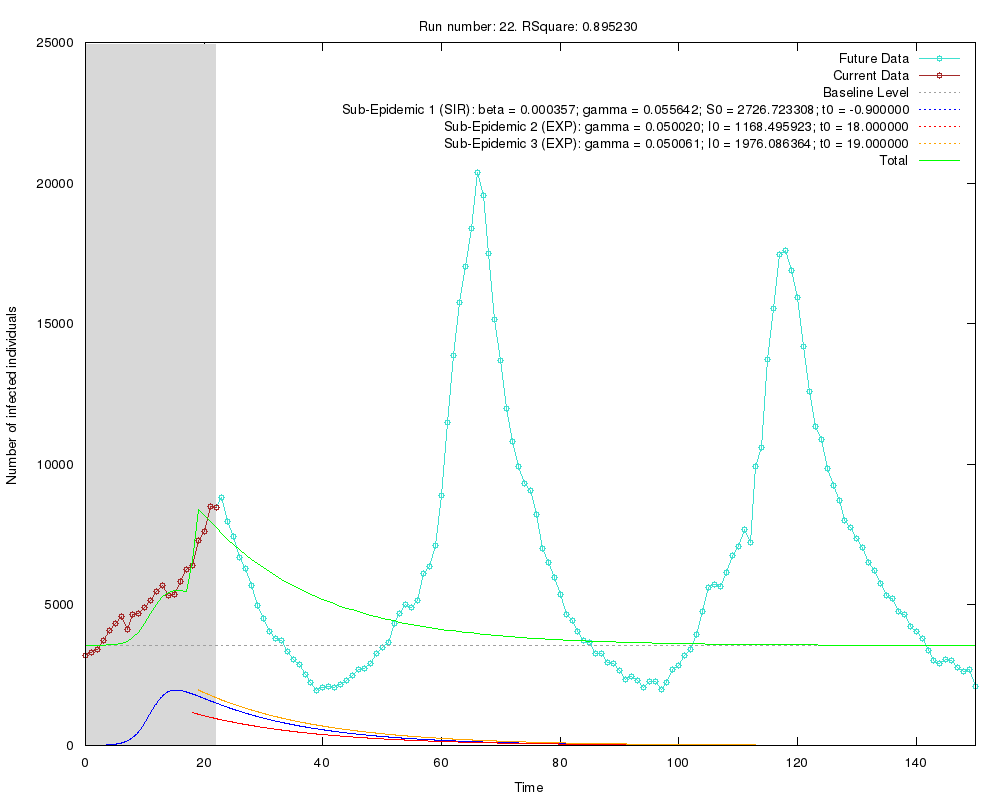 Run number: 22. RSquare: 0.895230
25000
20000
15000
10000
5000
0
Number of infected individuals
Future Data
Current Data
Baseline Level
Sub-Epidemic 1 (SIR): beta = 0.000357; gamma = 0.055642; S0 = 2726.723308; t0 = -0.900000
Sub-Epidemic 2 (EXP): gamma = 0.050020; I0 = 1168.495923; t0 = 18.000000
Sub-Epidemic 3 (EXP): gamma = 0.050061; I0 = 1976.086364; t0 = 19.000000
Total
0 20 40 60 80 100 120 140
Time